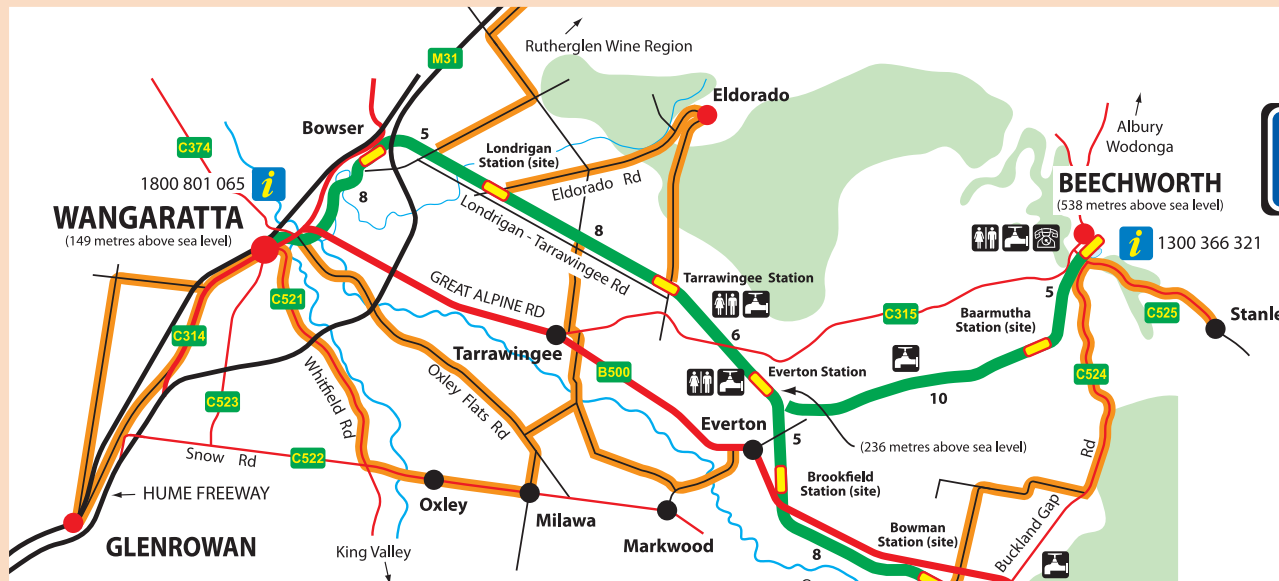 Rutherglen Wine Region
M31
Eldorado
Bowser
5
Londrigan
Station (site)
Albury
Wodonga
C374
1800 801 065
i
8
Eldorado Rd
BEECHWORTH
(538 metres above sea level)
WANGARATTA
(149 metres above sea level)
Londrigan - Tarrawingee Rd
8
i
1300 366 321
GREAT ALPINE RD
Tarrawingee Station
C521
5
C315
Baarmutha
Station (site)
C525
Stanle
C314
6
Tarrawingee
B500
Everton Station
C524
Whitfield Rd
Oxley Flats Rd
C523
10
Everton
5
(236 metres above sea level)
Rd
Snow Rd
C522
Brookfield
Station (site)
HUME FREEWAY
Oxley
Milawa
Markwood
Bowman
Station (site)
Buckland Gap
GLENROWAN
King Valley
8